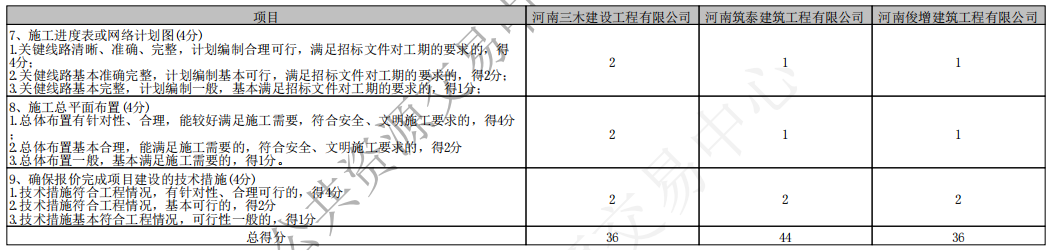 项目 河南三木建设工程有限公司 河南筑泰建筑工程有限公司 河南俊增建筑工程有限公司
7、施工进度表或网络计划图(4分)
1.关键线路清晰、准确、完整，计划编制合理可行，满足招标文件对工期的要求的，得
4分； 2 1 1
2.关健线路基本准确完整，计划编制基本可行，满足招标文件对工期的要求的，得2分；
3.关健线路基本完整，计划编制一般，基本满足招标文件对工期的要求的，得1分；
8、施工总平面布置(4分)
1.总体布置有针对性、合理，能较好满足施工需要，符合安全、文明施工要求的，得4分
； 2 1 1
2.总体布置基本合理，能满足施工需要的，符合安全、文明施工要求的，得2分
3.总体布置一般，基本满足施工需要的，得1分。
9、确保报价完成项目建设的技术措施(4分)
1.技术措施符合工程情况，有针对性、合理可行的，得4分
2.技术措施符合工程情况，基本可行的，得2分 2 2 2
3.技术措施基本符合工程情况，可行性一般的，得1分
总得分 36 44 36
公共资源交易中心
交易中心